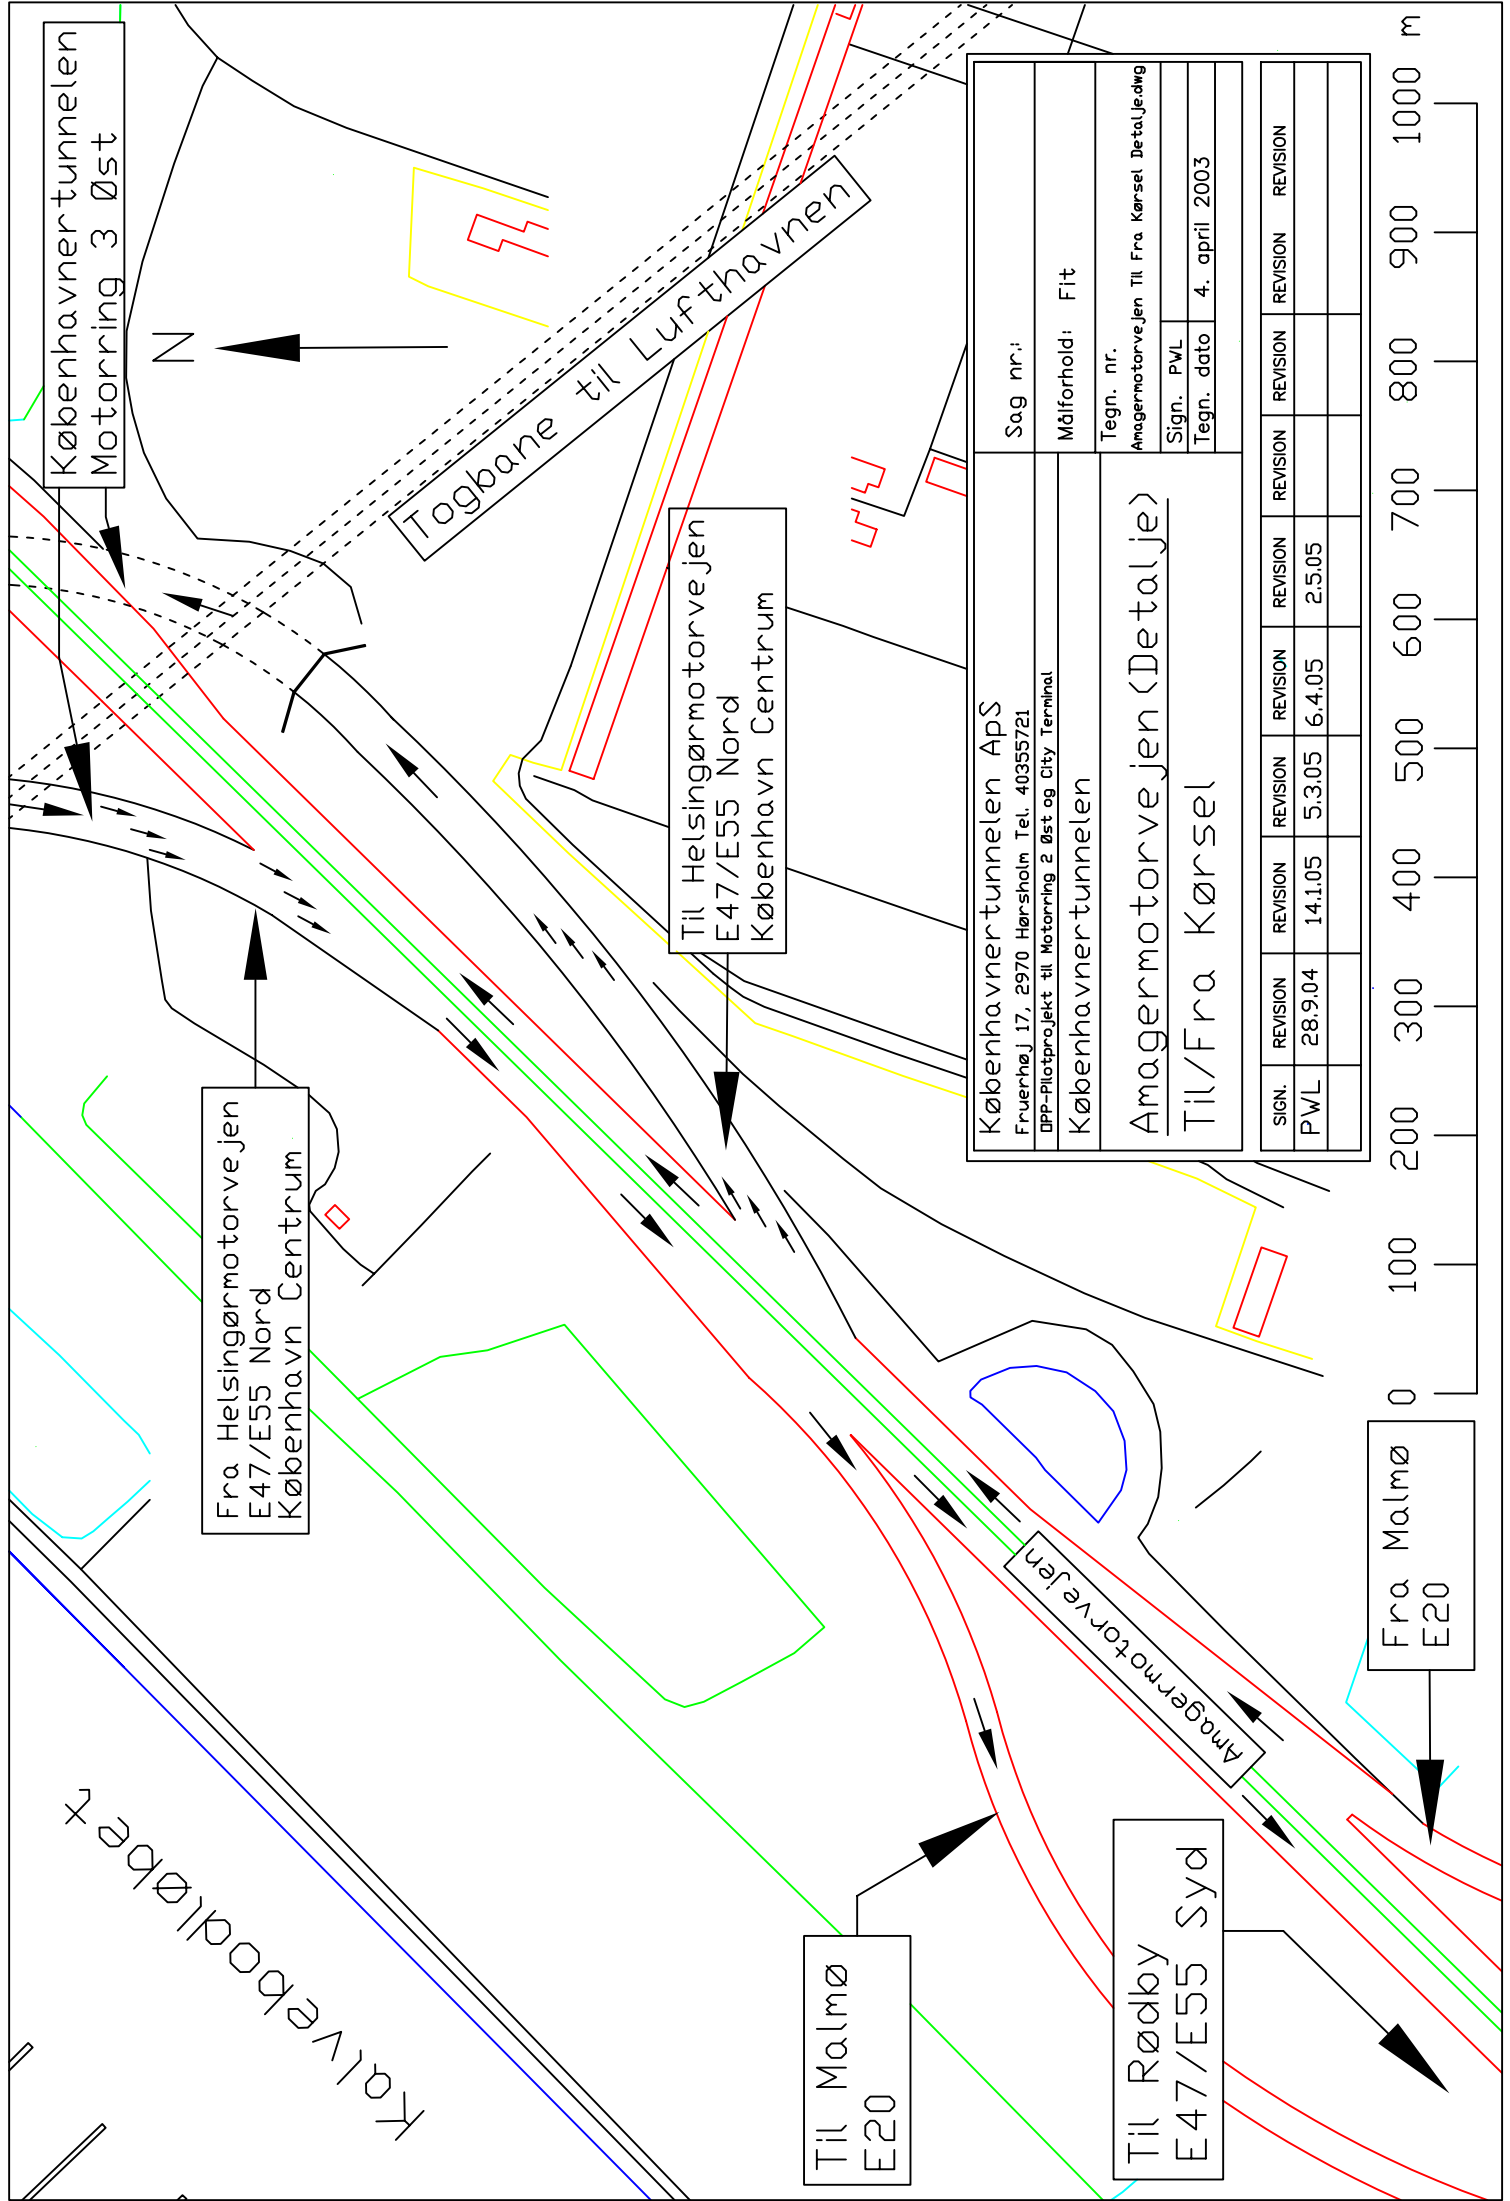 Københavnertunnelen
Motorring 3 Øst
N
Togbane til Lufthavnen
Til Helsingørmotorvejen
E47/E55 Nord
København Centrum
Fra Helsingørmotorvejen
E47/E55 Nord
København Centrum
Kalvebodløbet
Amagermotorvejen
Til Malmø
E20
Til Rødby
E47/E55 Syd
Fra Malmø
E20
Københavnertunnelen ApS
Fruerhøj 17, 2970 Hørsholm Tel. 40355721
OPP-Pilotprojekt til Motorring 2 Øst og City Terminal
Københavnertunnelen
Amagermotorvejen (Detalje)
Til/Fra Kørsel
Sag nr.:
Målforhold: Fit
Tegn. nr.
Amagermotorvejen Til Fra Kørsel Detalje.dwg
Sign. PWL
Tegn. dato 4. april 2003
SIGN. REVISION REVISION REVISION REVISION REVISION REVISION REVISION REVISION REVISION
PWL 28.9.04 14.1.05 5.3.05 6.4.05 2.5.05
0 100 200 300 400 500 600 700 800 900 1000 m